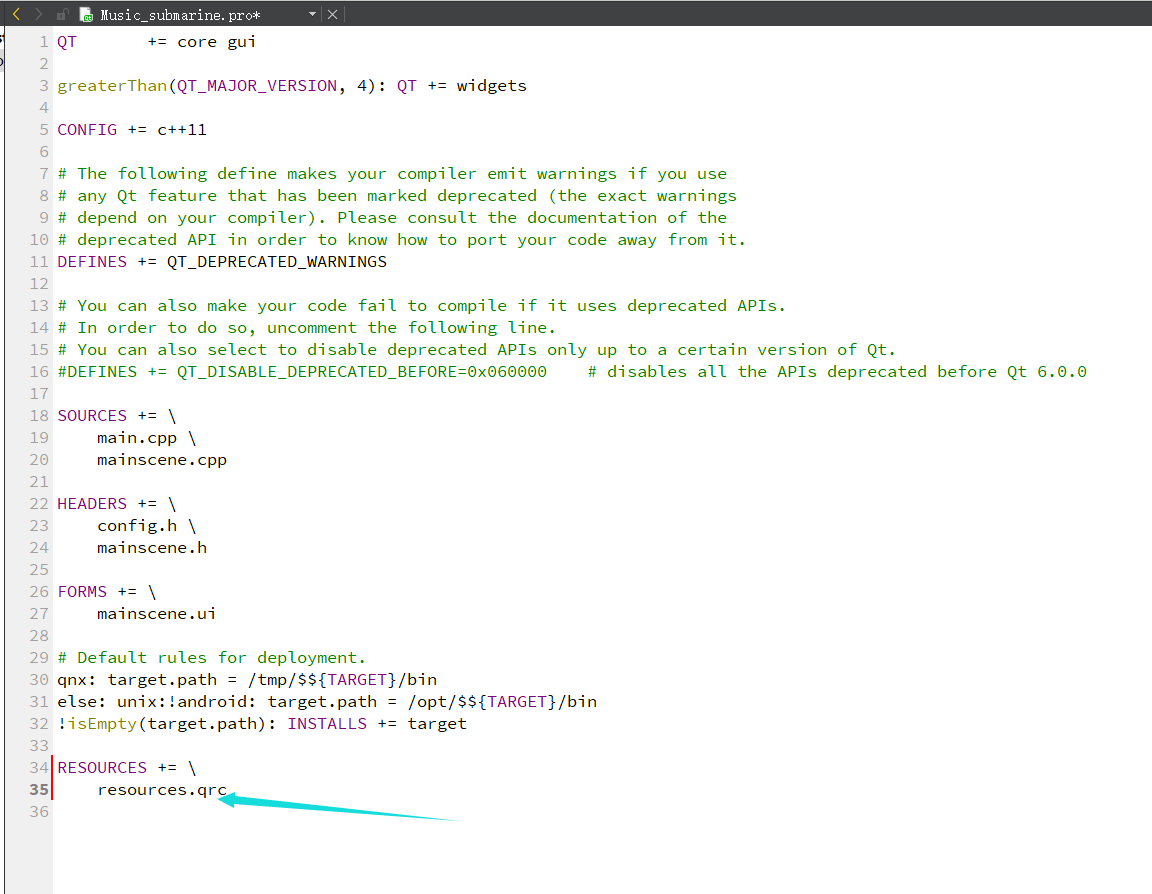 Music_submarine.pro*
1 QT       += core gui
2
3 greaterThan(QT_MAJOR_VERSION, 4): QT += widgets
4
5 CONFIG += c++11
6
7 # The following define makes your compiler emit warnings if you use
8 # any Qt feature that has been marked deprecated (the exact warnings
9 # depend on your compiler). Please consult the documentation of the
10 # deprecated API in order to know how to port your code away from it.
11 DEFINES += QT_DEPRECATED_WARNINGS
12
13 # You can also make your code fail to compile if it uses deprecated APIs.
14 # In order to do so, uncomment the following line.
15 # You can also select to disable deprecated APIs only up to a certain version of Qt.
16 #DEFINES += QT_DISABLE_DEPRECATED_BEFORE=0x060000    # disables all the APIs deprecated before Qt 6.0.0
17
18 SOURCES += \
19     main.cpp \
20     mainscene.cpp
21
22 HEADERS += \
23     config.h \
24     mainscene.h
25
26 FORMS += \
27     mainscene.ui
28
29 # Default rules for deployment.
30 qnx: target.path = /tmp/$${TARGET}/bin
31 else: unix:!android: target.path = /opt/$${TARGET}/bin
32 !isEmpty(target.path): INSTALLS += target
33
34 RESOURCES += \
35     resources.qrc
36